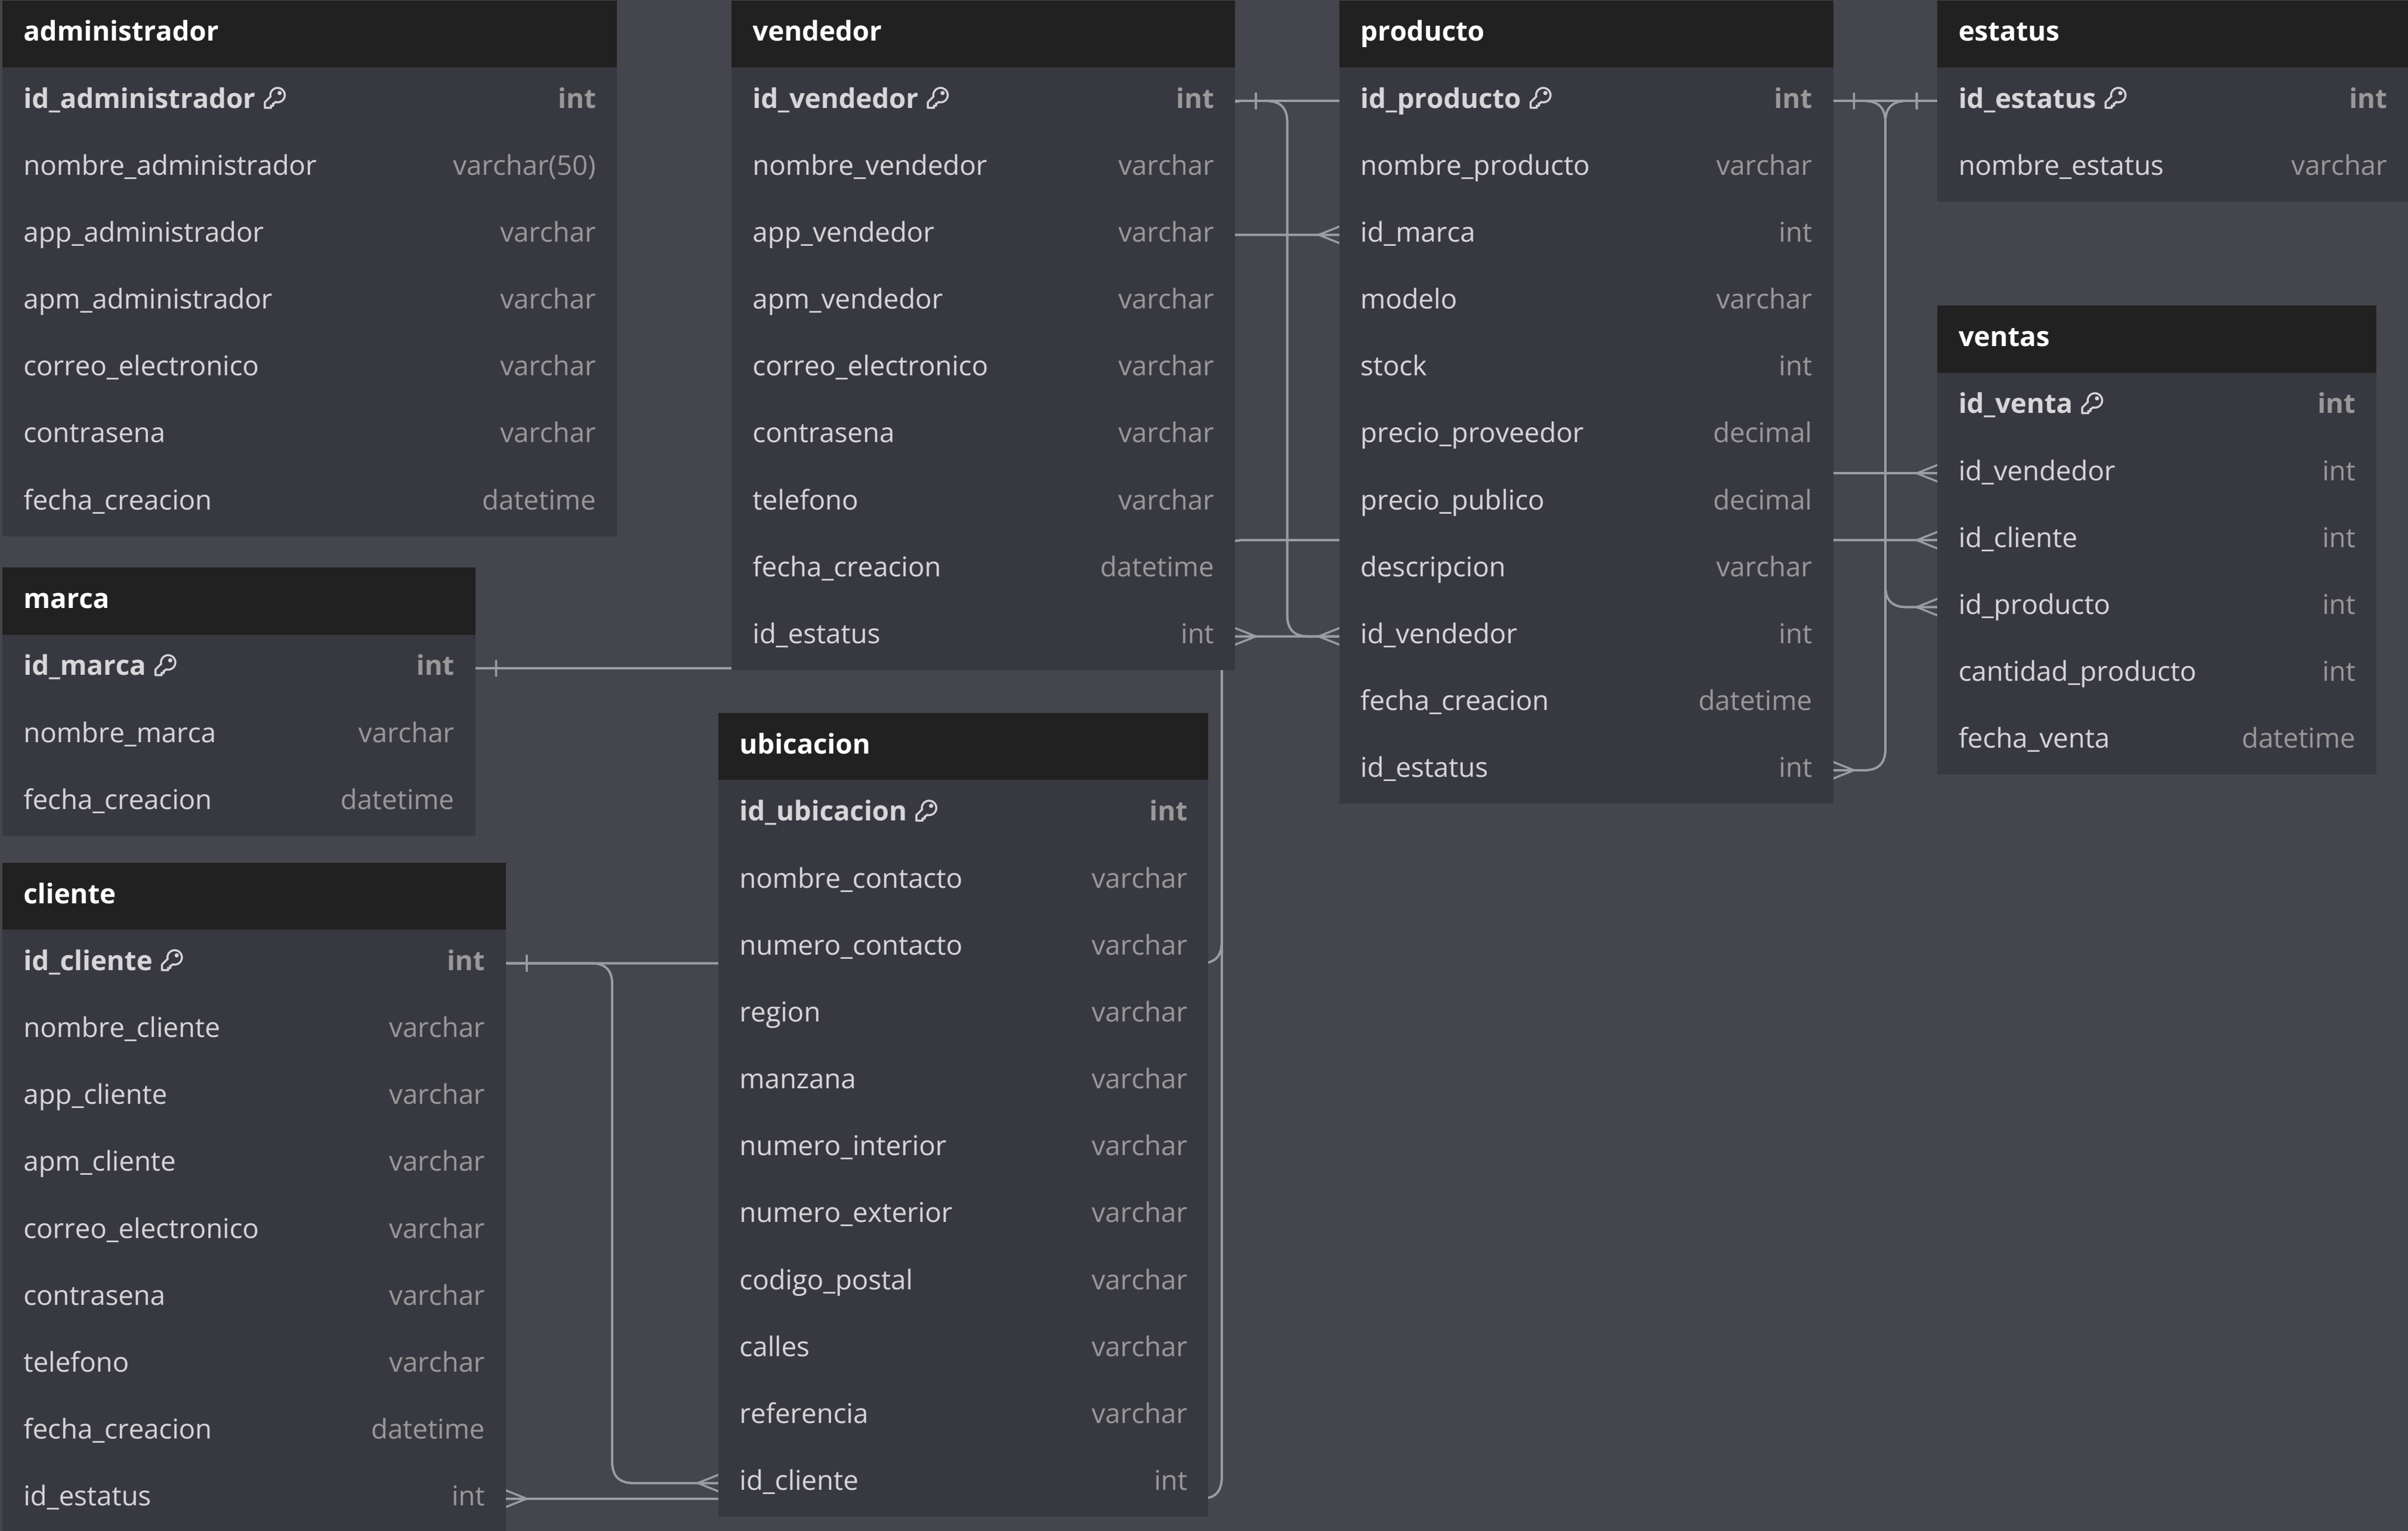 administrador
id_administrador int
nombre_administrador varchar(50)
app_administrador varchar
apm_administrador varchar
correo_electronico varchar
contrasena varchar
fecha_creacion datetime
marca
id_marca int
nombre_marca varchar
fecha_creacion datetime
cliente
id_cliente int
nombre_cliente varchar
app_cliente varchar
apm_cliente varchar
correo_electronico varchar
contrasena varchar
telefono varchar
fecha_creacion datetime
id_estatus int
vendedor
id_vendedor int
nombre_vendedor varchar
app_vendedor varchar
apm_vendedor varchar
correo_electronico varchar
contrasena varchar
telefono varchar
fecha_creacion datetime
id_estatus int
ubicacion
id_ubicacion int
nombre_contacto varchar
numero_contacto varchar
region varchar
manzana varchar
numero_interior varchar
numero_exterior varchar
codigo_postal varchar
calles varchar
referencia varchar
id_cliente int
producto
id_producto int
nombre_producto varchar
id_marca int
modelo varchar
stock int
precio_proveedor decimal
precio_publico decimal
descripcion varchar
id_vendedor int
fecha_creacion datetime
id_estatus int
estatus
id_estatus int
nombre_estatus varchar
ventas
id_venta int
id_vendedor int
id_cliente int
id_producto int
cantidad_producto int
fecha_venta datetime